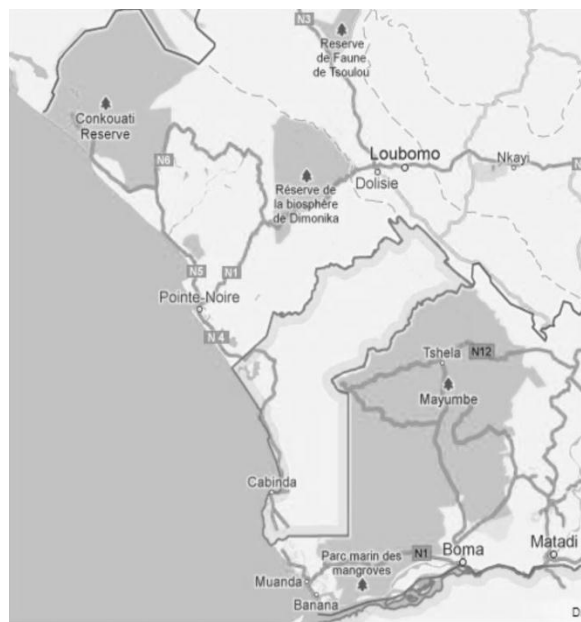 N3
Reserve
de Faune
de Tsoulou
Conkouati
Reserve
N6
Loubomo
Nkayi
Dolisie
Réserve de
la biosphère
de Dimonika
N5
N1
Pointe-Noire
N4
Tshela
N12
Mayumbe
Cabinda
Parc marin des
mangroves
N1
Boma
Matadi
Muanda
Banana